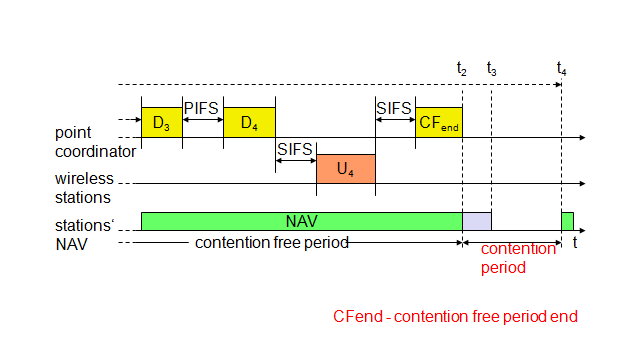 t2 t3 t4
PIFS SIFS
D3 D4 CFend
point
coordinator
SIFS
U4
wireless
stations
stations‘
NAV
NAV
contention free period
contention
period
t
CFend - contention free period end